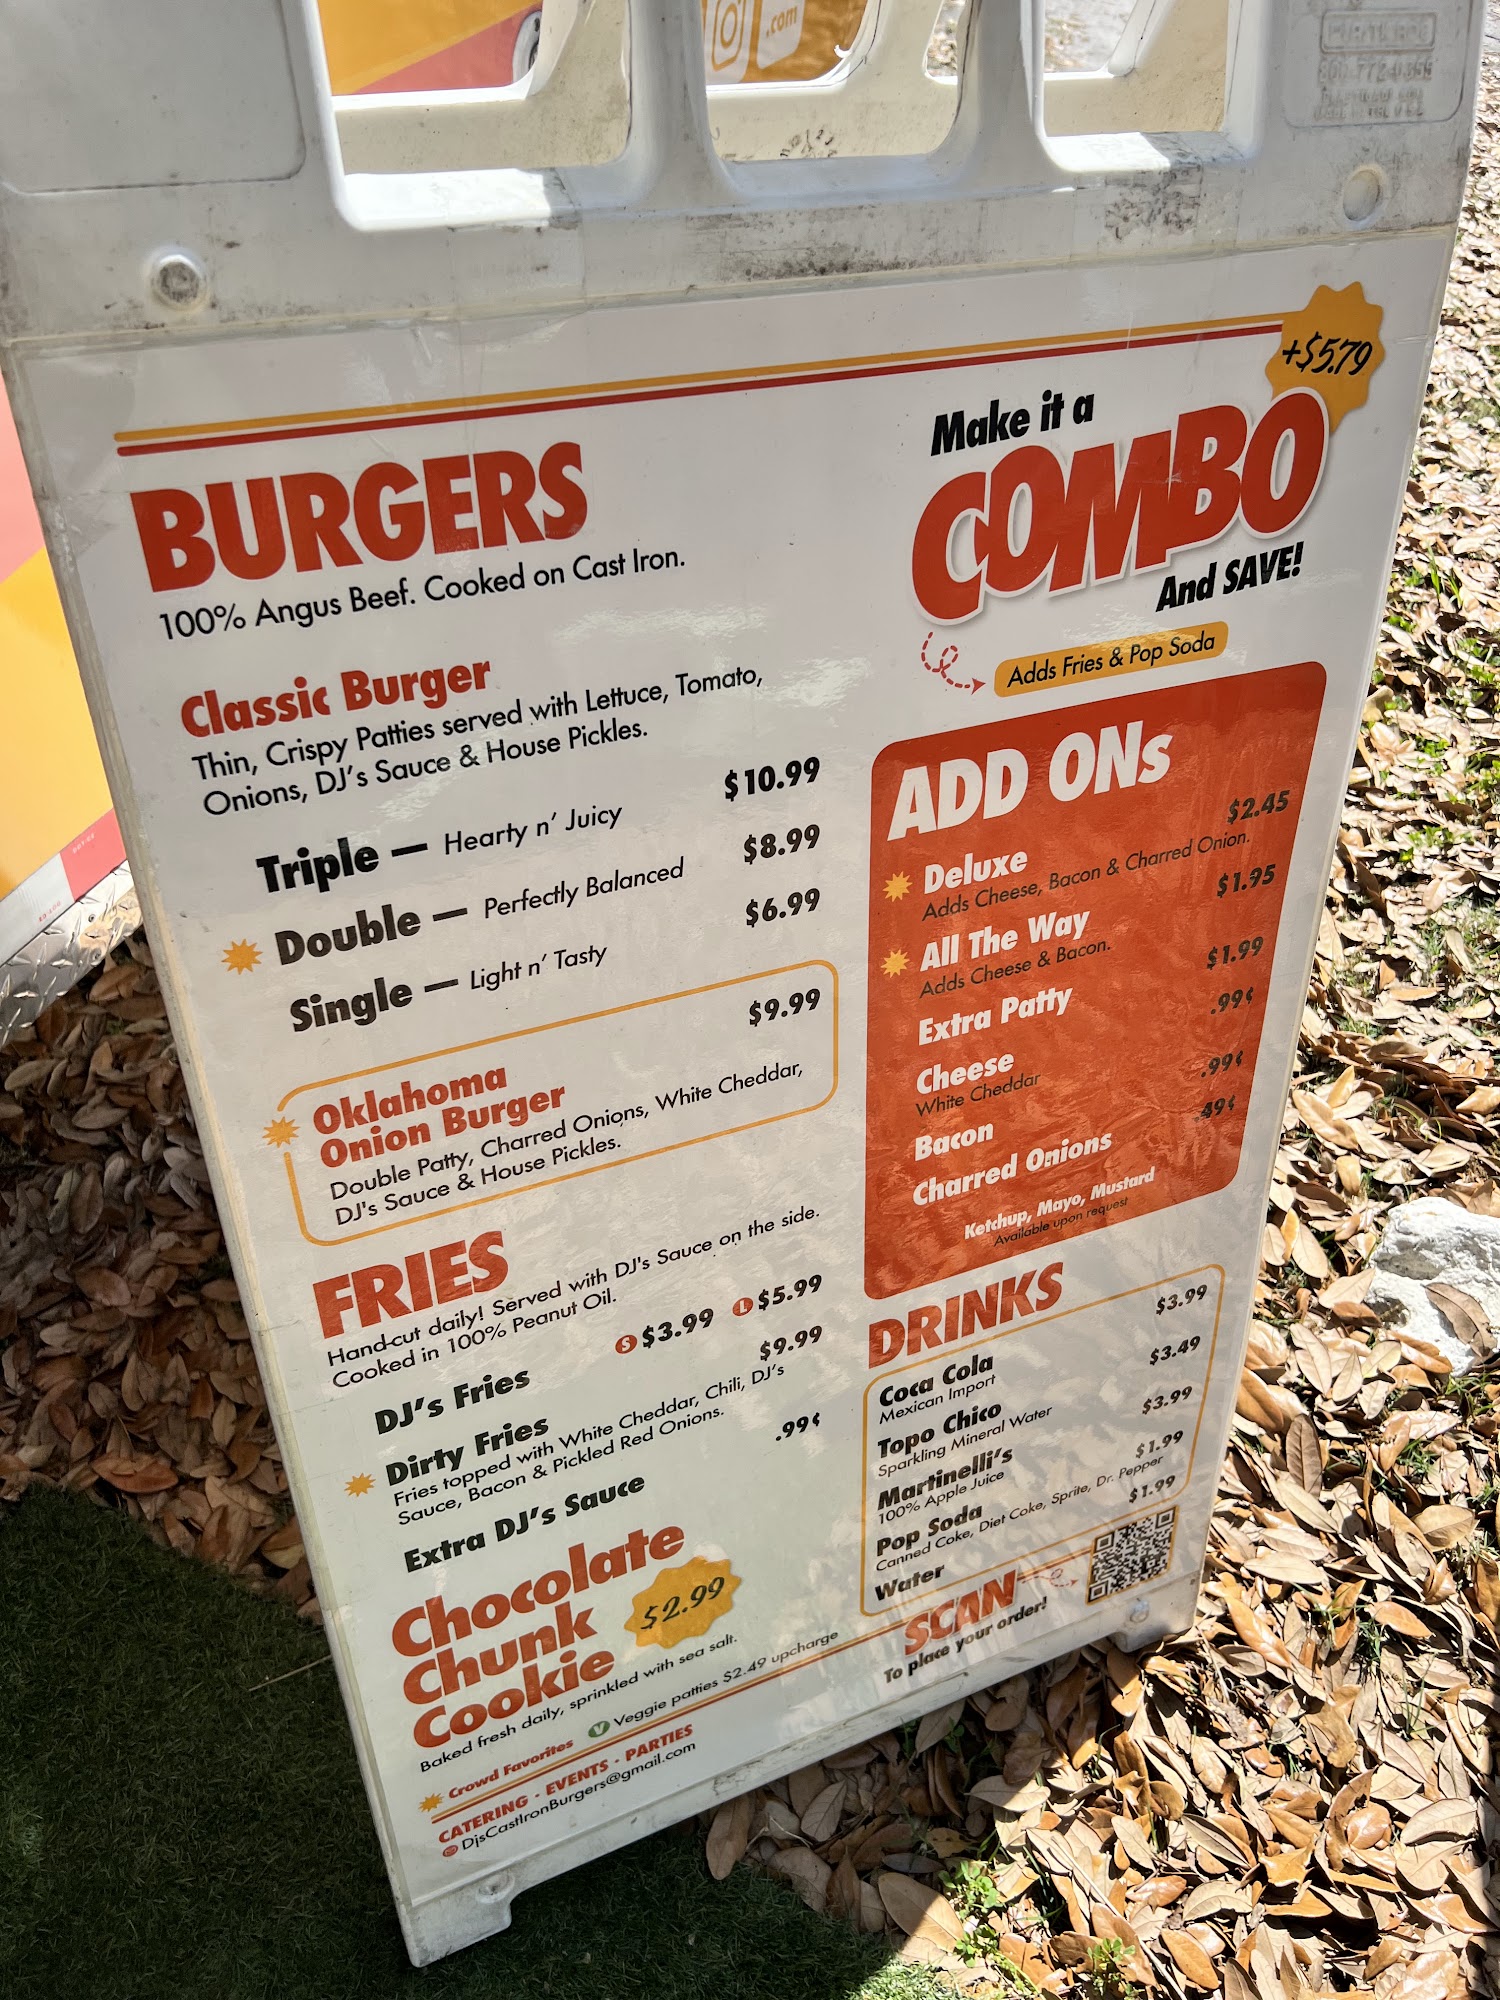 .com
+$5.79
Make it a
COMBO
And SAVE!
Adds Fries & Pop Soda
BURGERS
100% Angus Beef. Cooked on Cast Iron.
Classic Burger
Thin, Crispy Patties served with Lettuce, Tomato,
Onions, DJ's Sauce & House Pickles.
Triple — Hearty n' Juicy $10.99
Double — Perfectly Balanced $8.99
Single — Light n' Tasty $6.99
Oklahoma
Onion Burger $9.99
Double Patty, Charred Onions, White Cheddar,
DJ's Sauce & House Pickles.
FRIES
Hand-cut daily! Served with DJ's Sauce on the side.
Cooked in 100% Peanut Oil.
DJ's Fries S $3.99 L $5.99
Dirty Fries $9.99
Fries topped with White Cheddar, Chili, DJ's
Sauce, Bacon & Pickled Red Onions.
Extra DJ's Sauce .99¢
Chocolate
Chunk
Cookie
$2.99
Baked fresh daily, sprinkled with sea salt.
Crowd Favorites V Veggie patties $2.49 upcharge
CATERING · EVENTS · PARTIES
DjsCastIronBurgers@gmail.com
ADD ONs
Deluxe $2.45
Adds Cheese, Bacon & Charred Onion.
All The Way $1.95
Adds Cheese & Bacon.
Extra Patty $1.99
Cheese .99¢
White Cheddar
Bacon .99¢
Charred Onions .49¢
Ketchup, Mayo, Mustard
Available upon request
DRINKS
Coca Cola $3.99
Mexican Import
Topo Chico $3.49
Sparkling Mineral Water
Martinelli's $3.99
100% Apple Juice
Pop Soda $1.99
Canned Coke, Diet Coke, Sprite, Dr. Pepper
Water $1.99
SCAN
To place your order!